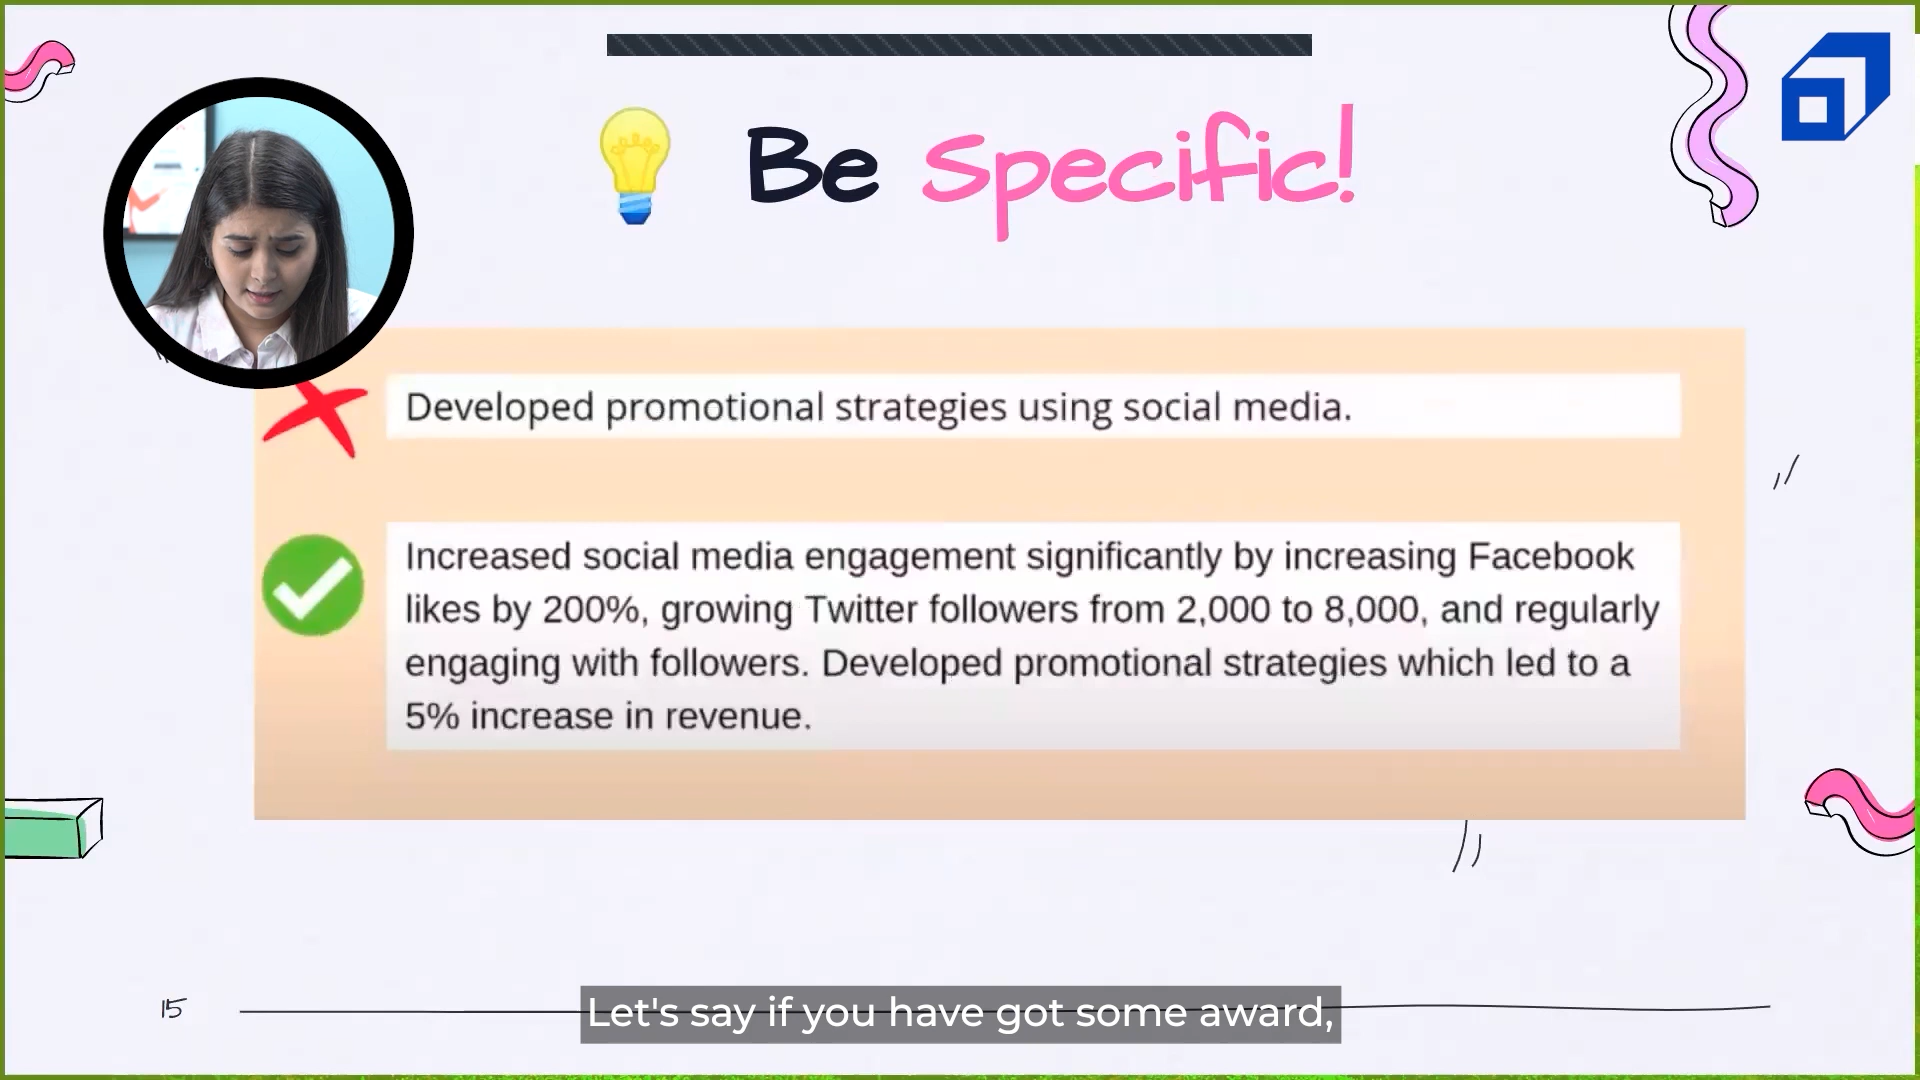 Be Specific!
Developed promotional strategies using social media.
Increased social media engagement significantly by increasing Facebook
likes by 200%, growing Twitter followers from 2,000 to 8,000, and regularly
engaging with followers. Developed promotional strategies which led to a
5% increase in revenue.
15
Let's say if you have got some award,